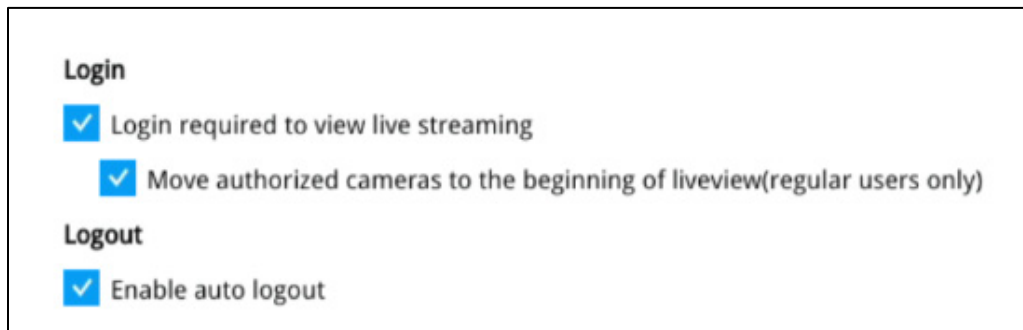 Login
Login required to view live streaming
Move authorized cameras to the beginning of liveview(regular users only)
Logout
Enable auto logout